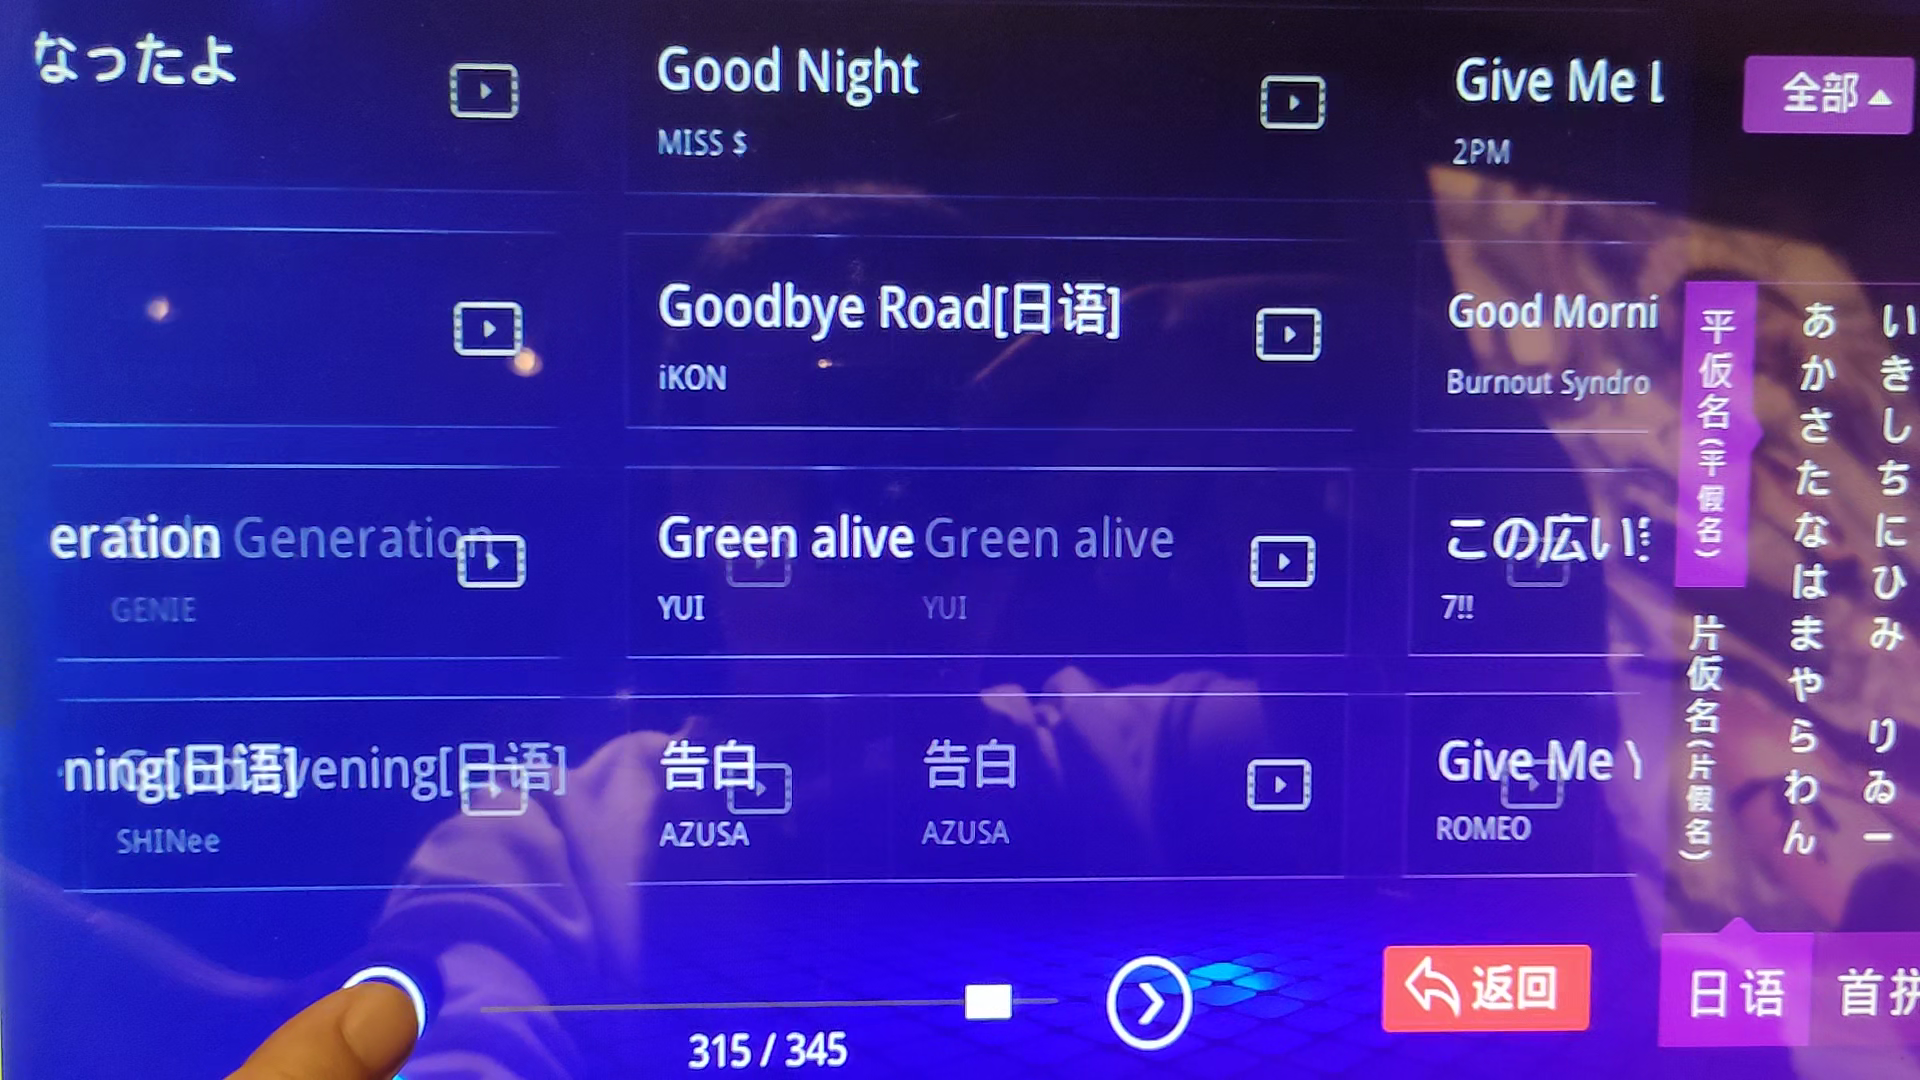 なったよ
Good Night
MISS $
Give Me L
2PM
全部
Goodbye Road[日语]
iKON
Good Morni
Burnout Syndro
eration
Generation
GENIE
Green alive
YUI
Green alive
YUI
この広い
7!!
ning[日语]
vening[日语]
SHINee
告白
AZUSA
告白
AZUSA
Give Me
ROMEO
平仮名(平假名)
片仮名(片假名)
あ い
か き
さ し
た ち
な に
は ひ
ま み
や
ら り
わ ゐ
ん ー
315 / 345
返回
日语
首拼